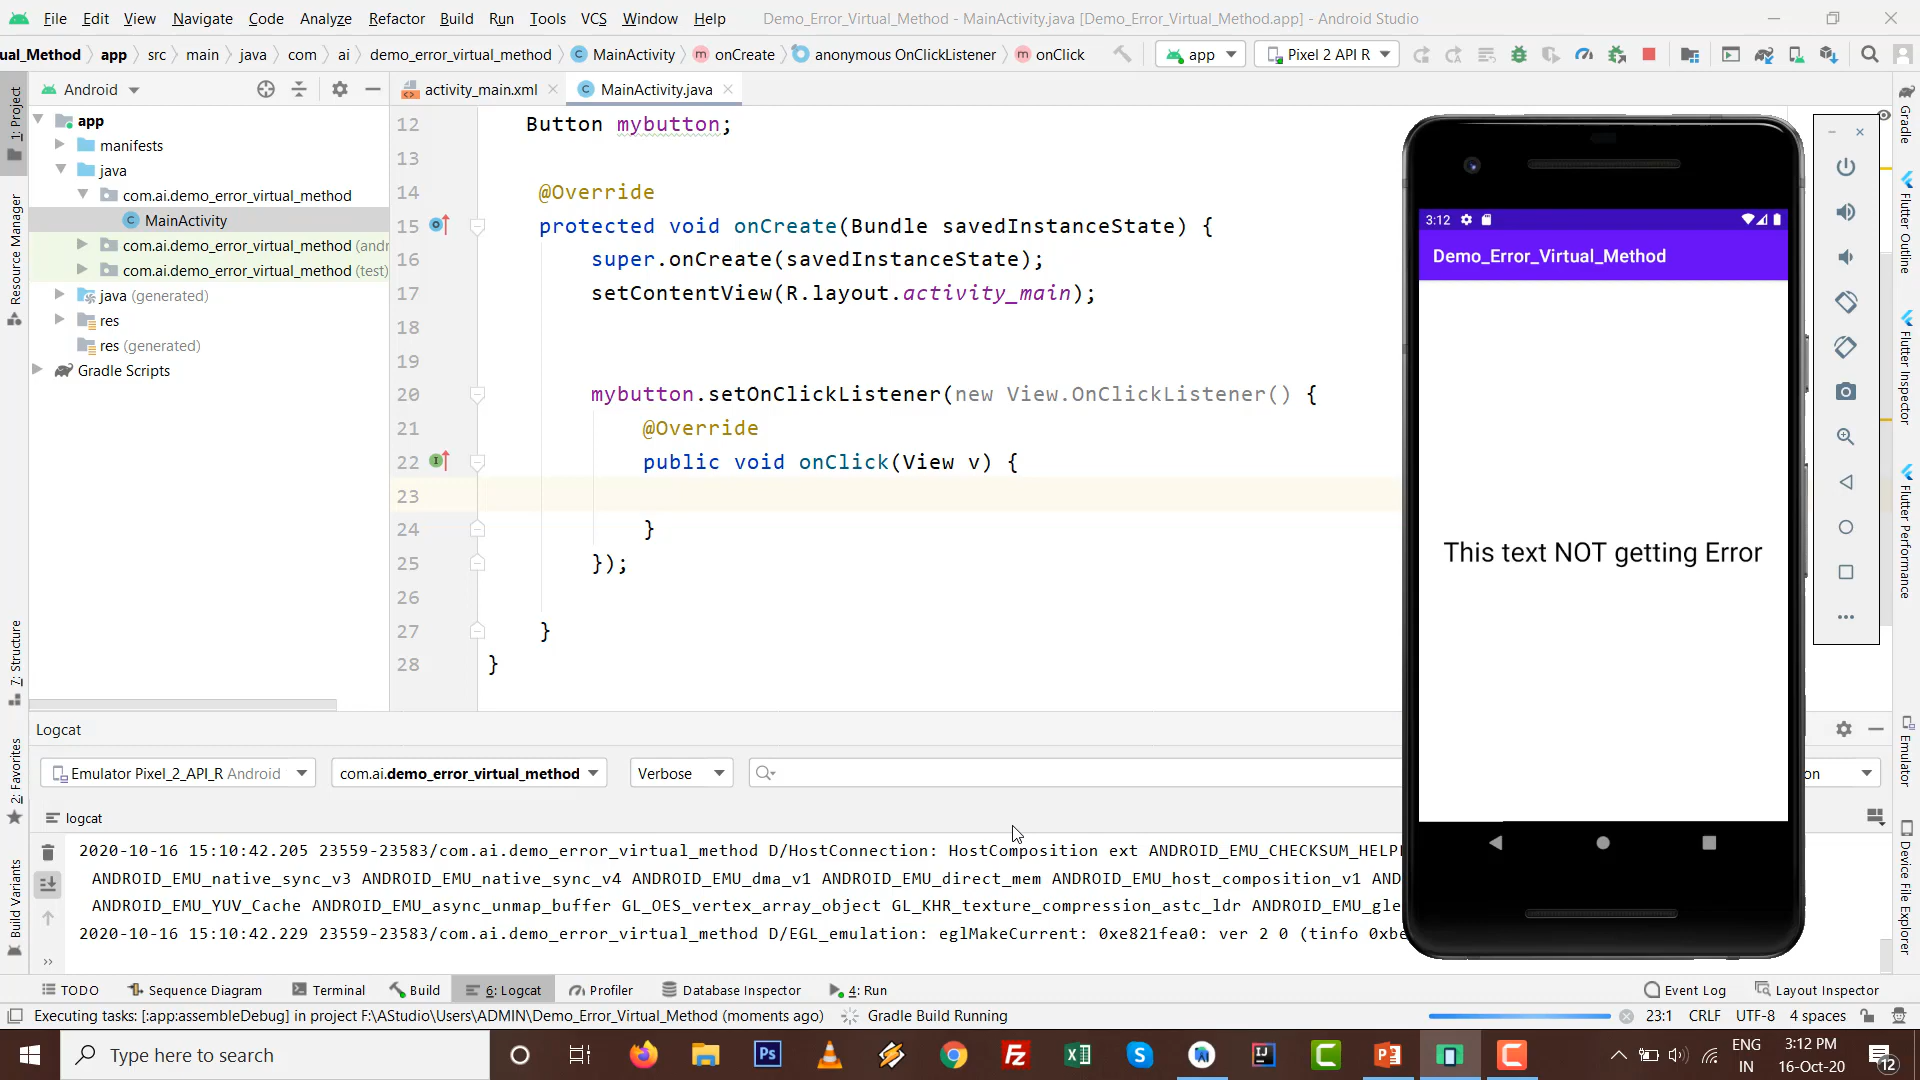 File Edit View Navigate Code Analyze Refactor Build Run Tools VCS Window Help Demo_Error_Virtual_Method - MainActivity.java [Demo_Error_Virtual_Method.app] - Android Studio
ual_Method app src main java com ai demo_error_virtual_method MainActivity onCreate anonymous OnClickListener onClick app Pixel 2 API R
Android
activity_main.xml MainActivity.java
app
manifests
java
com.ai.demo_error_virtual_method
MainActivity
com.ai.demo_error_virtual_method (andr
com.ai.demo_error_virtual_method (test)
java (generated)
res
res (generated)
Gradle Scripts
1: Project
Resource Manager
7: Structure
2: Favorites
Build Variants
12 Button mybutton;
13
14 @Override
15 protected void onCreate(Bundle savedInstanceState) {
16 super.onCreate(savedInstanceState);
17 setContentView(R.layout.activity_main);
18
19
20 mybutton.setOnClickListener(new View.OnClickListener() {
21 @Override
22 public void onClick(View v) {
23
24 }
25 });
26
27 }
28 }
3:12
Demo_Error_Virtual_Method
This text NOT getting Error
Gradle
Flutter Outline
Flutter Inspector
Flutter Performance
Emulator
Device File Explorer
Logcat
Emulator Pixel_2_API_R Android com.ai.demo_error_virtual_method Verbose on
logcat
2020-10-16 15:10:42.205 23559-23583/com.ai.demo_error_virtual_method D/HostConnection: HostComposition ext ANDROID_EMU_CHECKSUM_HELP
ANDROID_EMU_native_sync_v3 ANDROID_EMU_native_sync_v4 ANDROID_EMU_dma_v1 ANDROID_EMU_direct_mem ANDROID_EMU_host_composition_v1 AND
ANDROID_EMU_YUV_Cache ANDROID_EMU_async_unmap_buffer GL_OES_vertex_array_object GL_KHR_texture_compression_astc_ldr ANDROID_EMU_gle
2020-10-16 15:10:42.229 23559-23583/com.ai.demo_error_virtual_method D/EGL_emulation: eglMakeCurrent: 0xe821fea0: ver 2 0 (tinfo 0xbe
TODO Sequence Diagram Terminal Build 6: Logcat Profiler Database Inspector 4: Run Event Log Layout Inspector
Executing tasks: [:app:assembleDebug] in project F:\AStudio\Users\ADMIN\Demo_Error_Virtual_Method (moments ago) Gradle Build Running 23:1 CRLF UTF-8 4 spaces
Type here to search
ENG
IN
3:12 PM
16-Oct-20
12